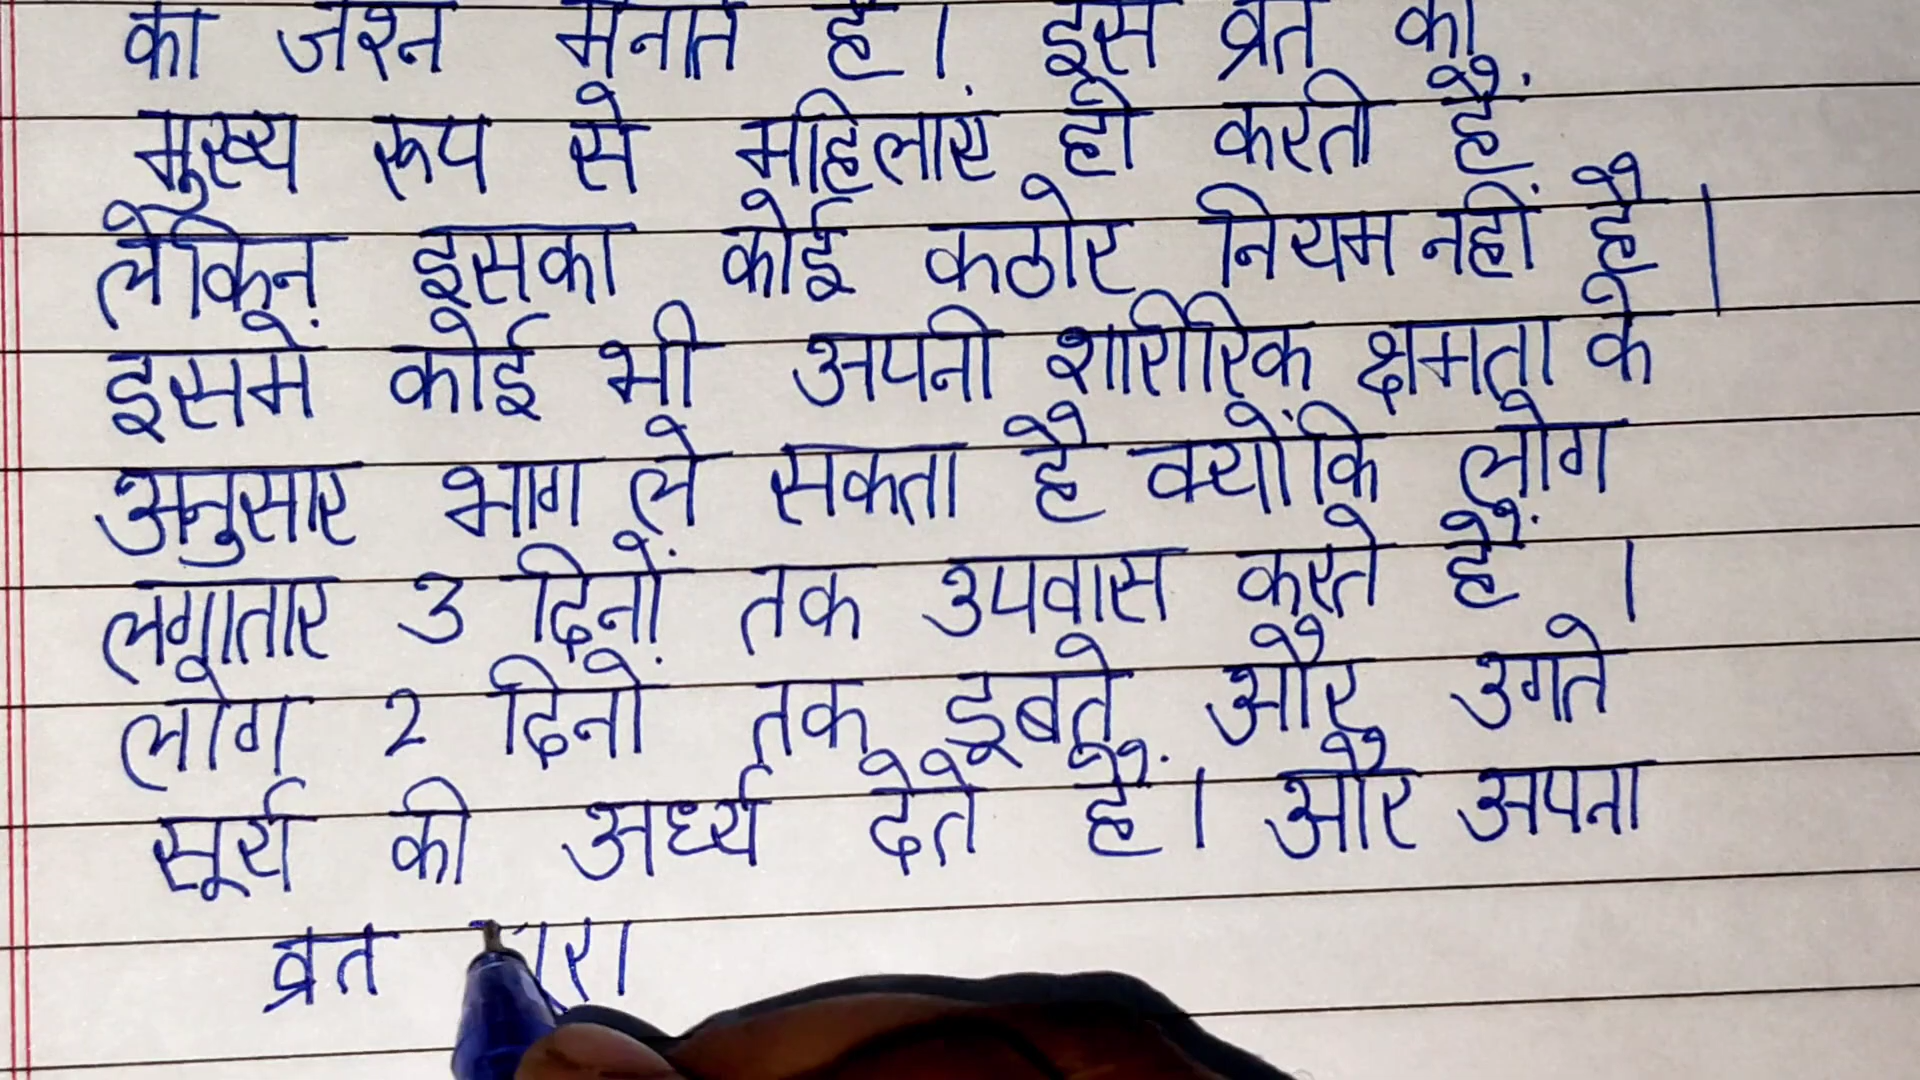 का जश्न मनाते हैं। इस व्रत को
मुख्य रूप से महिलाएं ही करती हैं
लेकिन इसका कोई कठोर नियम नहीं है।
इसमें कोई भी अपनी शारीरिक क्षमता के
अनुसार भाग ले सकता है क्योंकि लोग
लगातार 3 दिनों तक उपवास करते हैं ।
लोग 2 दिनों तक डूबते और उगते
सूर्य को अर्ध्य देते हैं। और अपना
व्रत पूरा